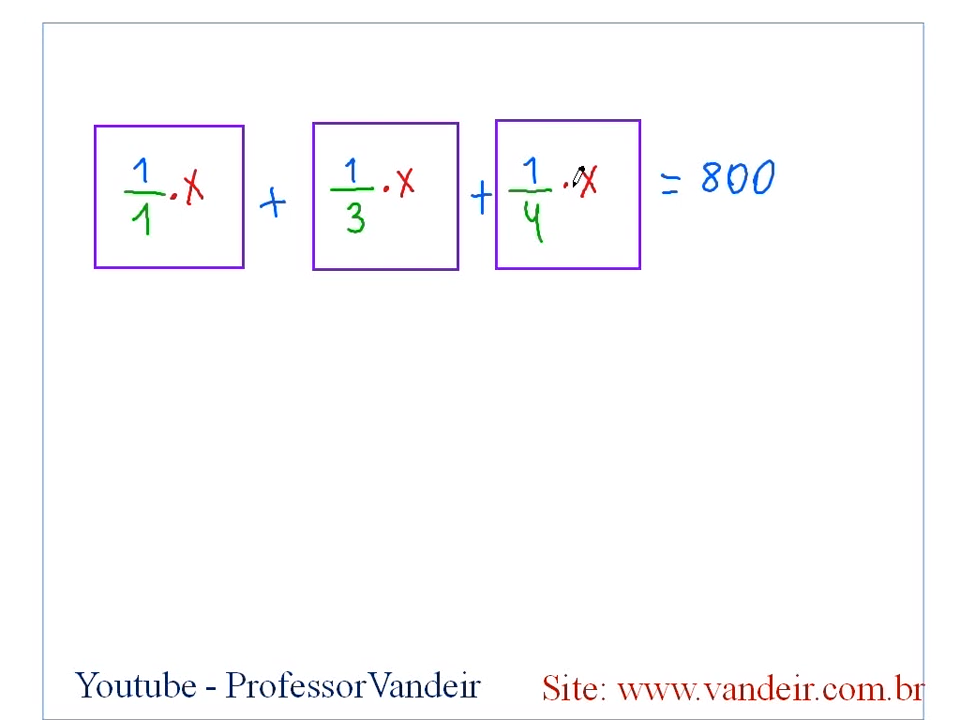 1/1 · x + 1/3 · x + 1/4 · x = 800
Youtube - ProfessorVandeir
Site: www.vandeir.com.br